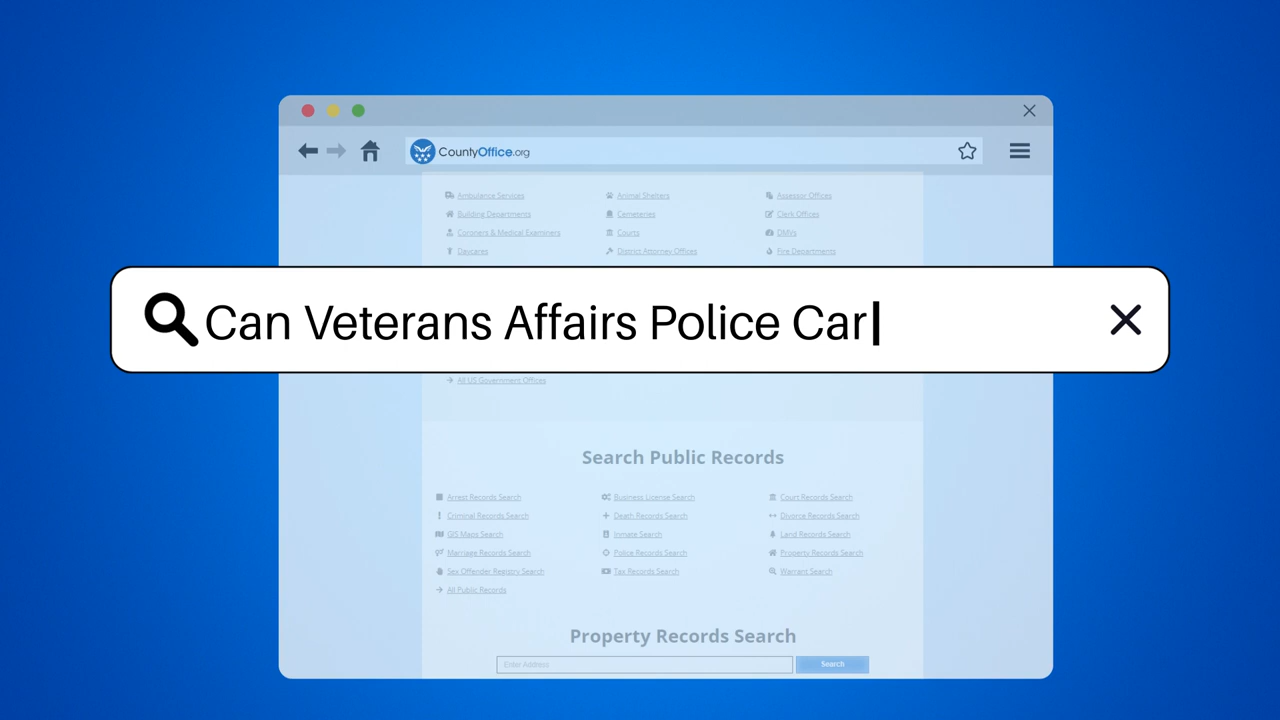 CountyOffice.org
Ambulance Services
Animal Shelters
Assessor Offices
Building Departments
Cemeteries
Clerk Offices
Coroners & Medical Examiners
Courts
DMVs
Daycares
District Attorney Offices
Fire Departments
Can Veterans Affairs Police Car
All US Government Offices
Search Public Records
Arrest Records Search
Business License Search
Court Records Search
Criminal Records Search
Death Records Search
Divorce Records Search
GIS Maps Search
Inmate Search
Land Records Search
Marriage Records Search
Police Records Search
Property Records Search
Sex Offender Registry Search
Tax Records Search
Warrant Search
All Public Records
Property Records Search
Enter Address
Search